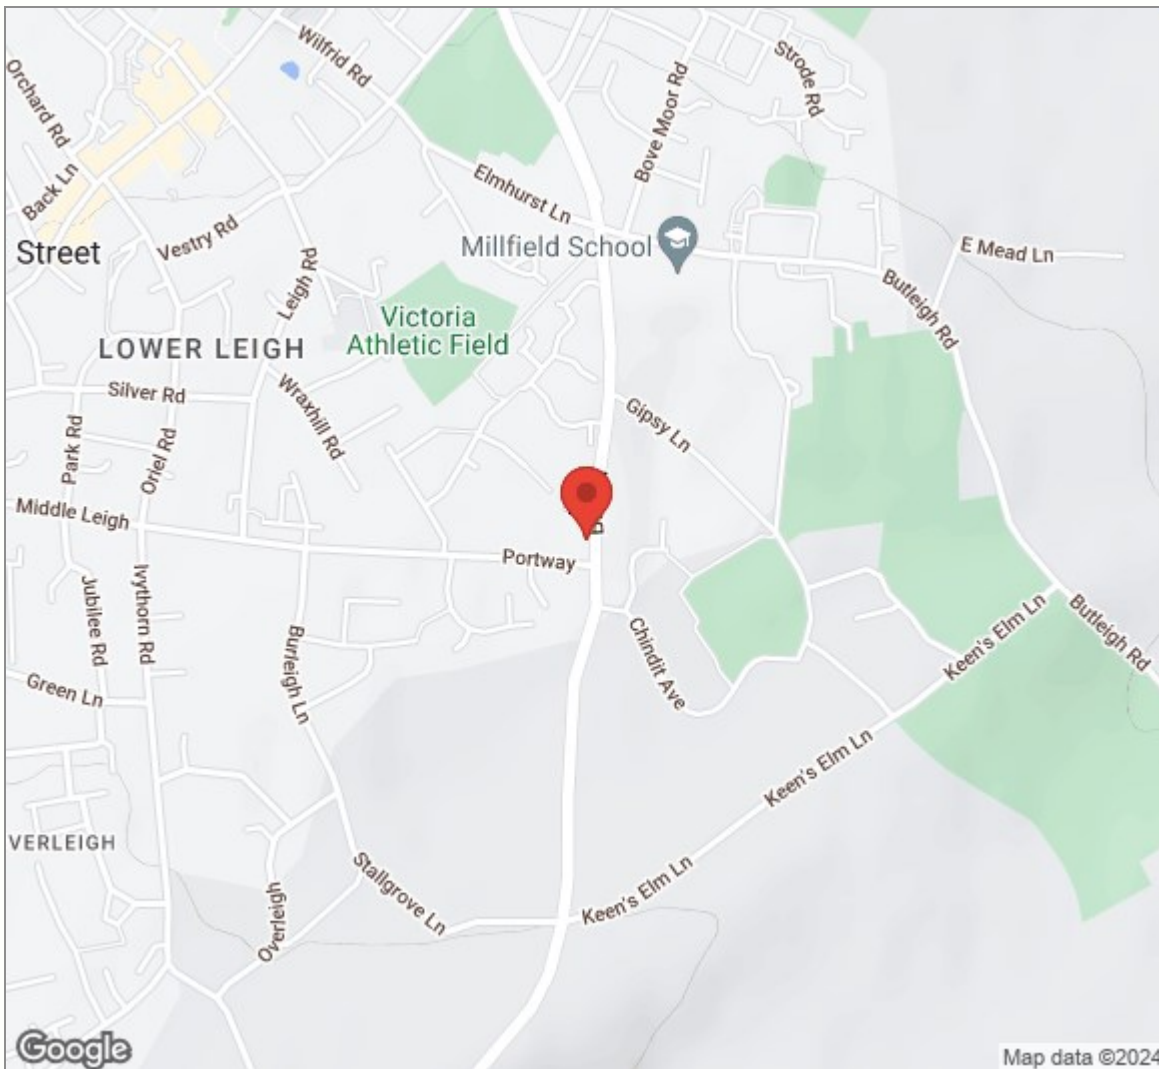 Wilfrid Rd
Strode Rd
Orchard Rd
Bove Moor Rd
Back Ln
Elmhurst Ln
Vestry Rd
Street
Millfield School
E Mead Ln
Leigh Rd
Butleigh Rd
Victoria
Athletic Field
LOWER LEIGH
Silver Rd
Wraxhill Rd
Gipsy Ln
Park Rd
Oriel Rd
Middle Leigh
Portway
Jubilee Rd
Ivythorn Rd
Burleigh Ln
Chindit Ave
Keen's Elm Ln
Butleigh Rd
Green Ln
Keen's Elm Ln
VERLEIGH
Stallgrove Ln
Keen's Elm Ln
Overleigh
Google
Map data ©2024